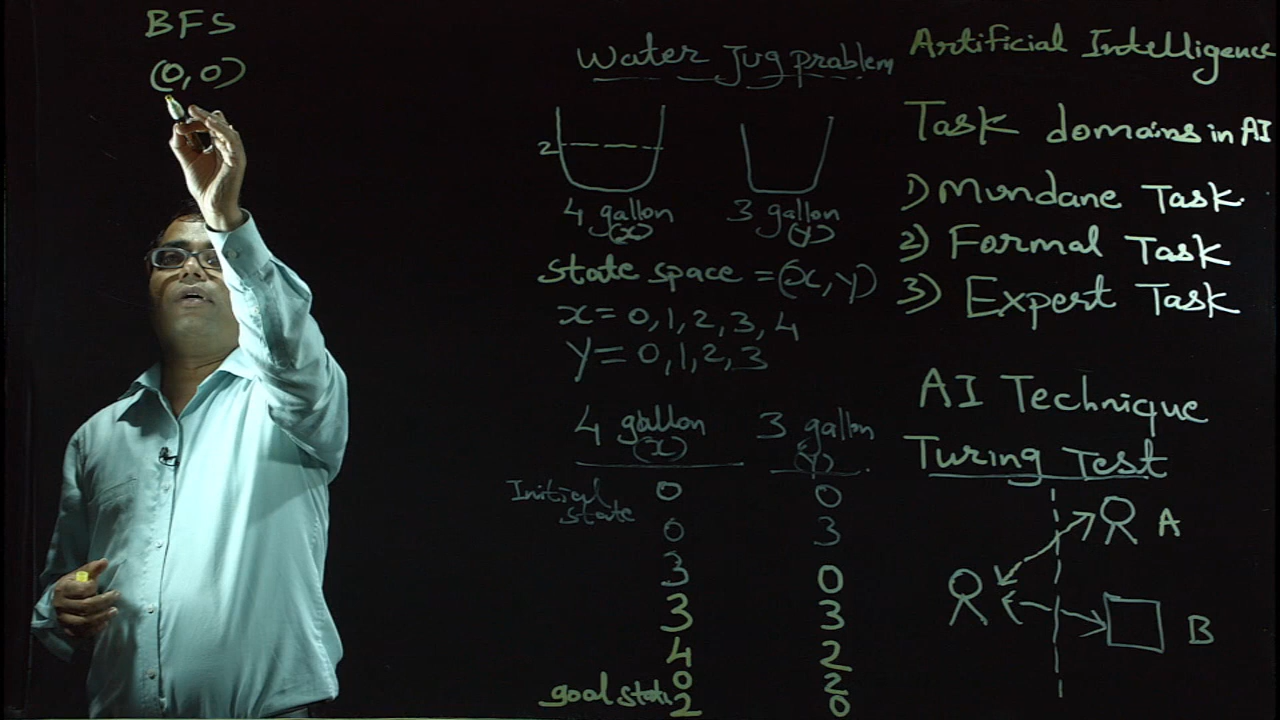 BFS
(0,0)
Water Jug problem
2
4 gallon
(x)
3 gallon
(y)
state space = (x, y)
x = 0, 1, 2, 3, 4
y = 0, 1, 2, 3
4 gallon
(x)
3 gallon
(y)
Initial state
0 0
0 3
3 0
3 3
4 2
0 2
goal state 2 0
Artificial Intelligence
Task domains in AI
1) Mundane Task
2) Formal Task
3) Expert Task
AI Technique
Turing Test
A
B